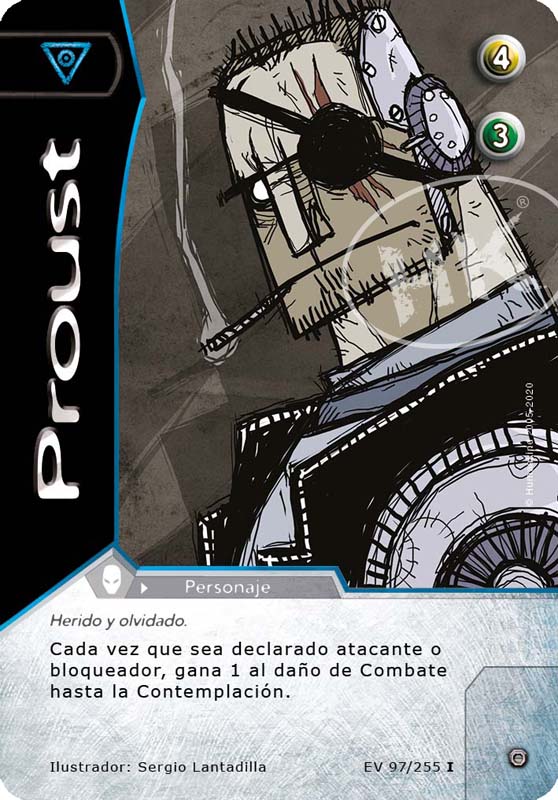 4
3
Proust
HK®
Personaje
Herido y olvidado.
Cada vez que sea declarado atacante o
bloqueador, gana 1 al daño de Combate
hasta la Contemplación.
Ilustrador: Sergio Lantadilla
EV 97/255 I